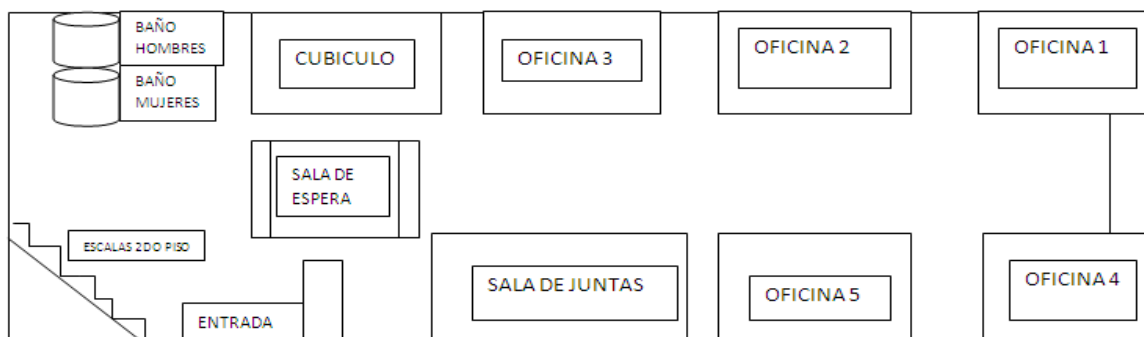 BAÑO
HOMBRES
BAÑO
MUJERES
CUBICULO
OFICINA 3
OFICINA 2
OFICINA 1
SALA DE
ESPERA
ESCALAS 2DO PISO
ENTRADA
SALA DE JUNTAS
OFICINA 5
OFICINA 4